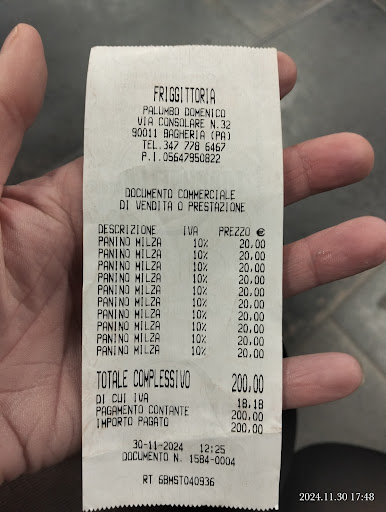 FRIGGITTORIA
PALUMBO DOMENICO
VIA CONSOLARE N.32
90011 BAGHERIA (PA)
TEL.347 778 6467
P.I.05647950822
DOCUMENTO COMMERCIALE
DI VENDITA O PRESTAZIONE
DESCRIZIONE IVA PREZZO €
PANINO MILZA 10% 20,00
PANINO MILZA 10% 20,00
PANINO MILZA 10% 20,00
PANINO MILZA 10% 20,00
PANINO MILZA 10% 20,00
PANINO MILZA 10% 20,00
PANINO MILZA 10% 20,00
PANINO MILZA 10% 20,00
PANINO MILZA 10% 20,00
PANINO MILZA 10% 20,00
TOTALE COMPLESSIVO 200,00
DI CUI IVA 18,18
PAGAMENTO CONTANTE 200,00
IMPORTO PAGATO 200,00
30-11-2024 12:25
DOCUMENTO N. 1584-0004
RT 6BMST040936
2024.11.30 17:48